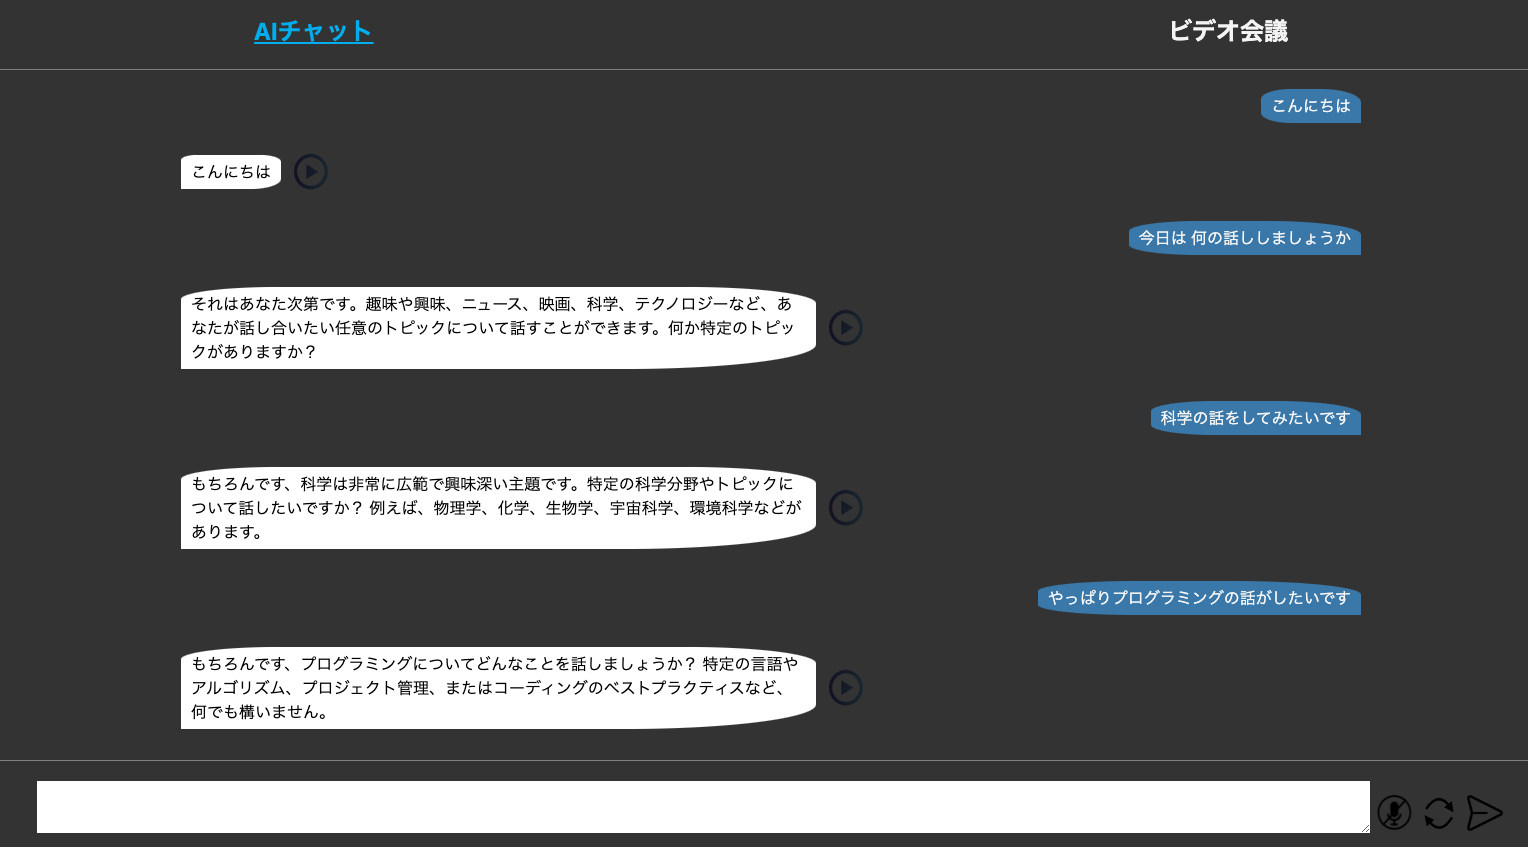 AIチャット
ビデオ会議
こんにちは
こんにちは
今日は 何の話ししましょうか
それはあなた次第です。趣味や興味、ニュース、映画、科学、テクノロジーなど、あ
なたが話し合いたい任意のトピックについて話すことができます。何か特定のトピッ
クがありますか？
科学の話をしてみたいです
もちろんです、科学は非常に広範で興味深い主題です。特定の科学分野やトピックに
ついて話したいですか？ 例えば、物理学、化学、生物学、宇宙科学、環境科学などが
あります。
やっぱりプログラミングの話がしたいです
もちろんです、プログラミングについてどんなことを話しましょうか？ 特定の言語や
アルゴリズム、プロジェクト管理、またはコーディングのベストプラクティスなど、
何でも構いません。